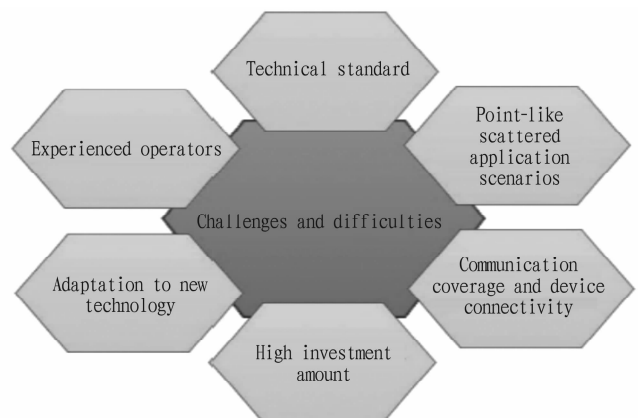 Technical standard
Point-like
scattered
application
scenarios
Experienced operators
Challenges and difficulties
Communication
coverage and device
connectivity
Adaptation to new
technology
High investment
amount